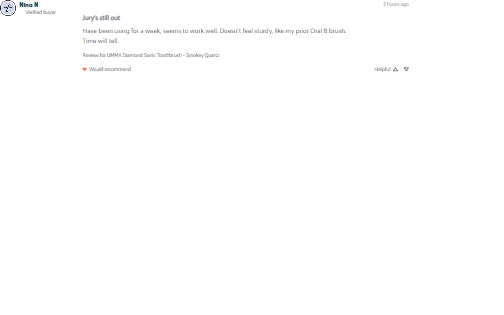 Nina N
Verified buyer
2 hours ago
Jury's still out
Have been using for a week, seems to work well. Doesn't feel sturdy, like my prior Oral B brush.
Time will tell.
Review for UMMA Diamond Sonic Toothbrush - Smokey Quartz
Would recommend
Helpful